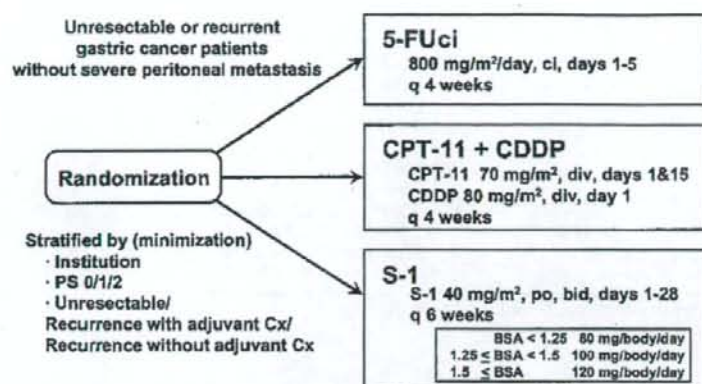 Unresectable or recurrent
gastric cancer patients
without severe peritoneal metastasis
Randomization
Stratified by (minimization)
· Institution
· PS 0/1/2
· Unresectable/
Recurrence with adjuvant Cx/
Recurrence without adjuvant Cx
5-FUci
800 mg/m²/day, ci, days 1-5
q 4 weeks
CPT-11 + CDDP
CPT-11 70 mg/m², div, days 1&15
CDDP 80 mg/m², div, day 1
q 4 weeks
S-1
S-1 40 mg/m², po, bid, days 1-28
q 6 weeks
BSA < 1.25 80 mg/body/day
1.25 ≤ BSA < 1.5 100 mg/body/day
1.5 ≤ BSA 120 mg/body/day